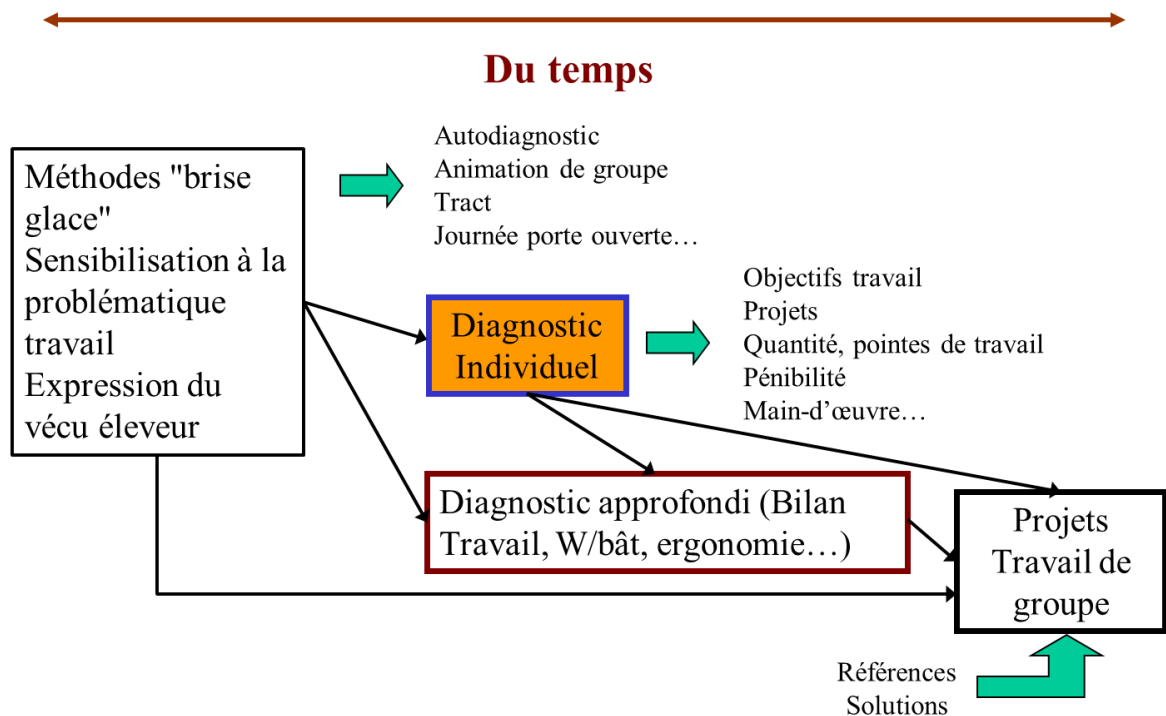 Du temps
Autodiagnostic
Animation de groupe
Tract
Journée porte ouverte…
Méthodes "brise
glace"
Sensibilisation à la
problématique
travail
Expression du
vécu éleveur
Diagnostic
Individuel
Objectifs travail
Projets
Quantité, pointes de travail
Pénibilité
Main-d’œuvre…
Diagnostic approfondi (Bilan
Travail, W/bât, ergonomie…)
Projets
Travail de
groupe
Références
Solutions